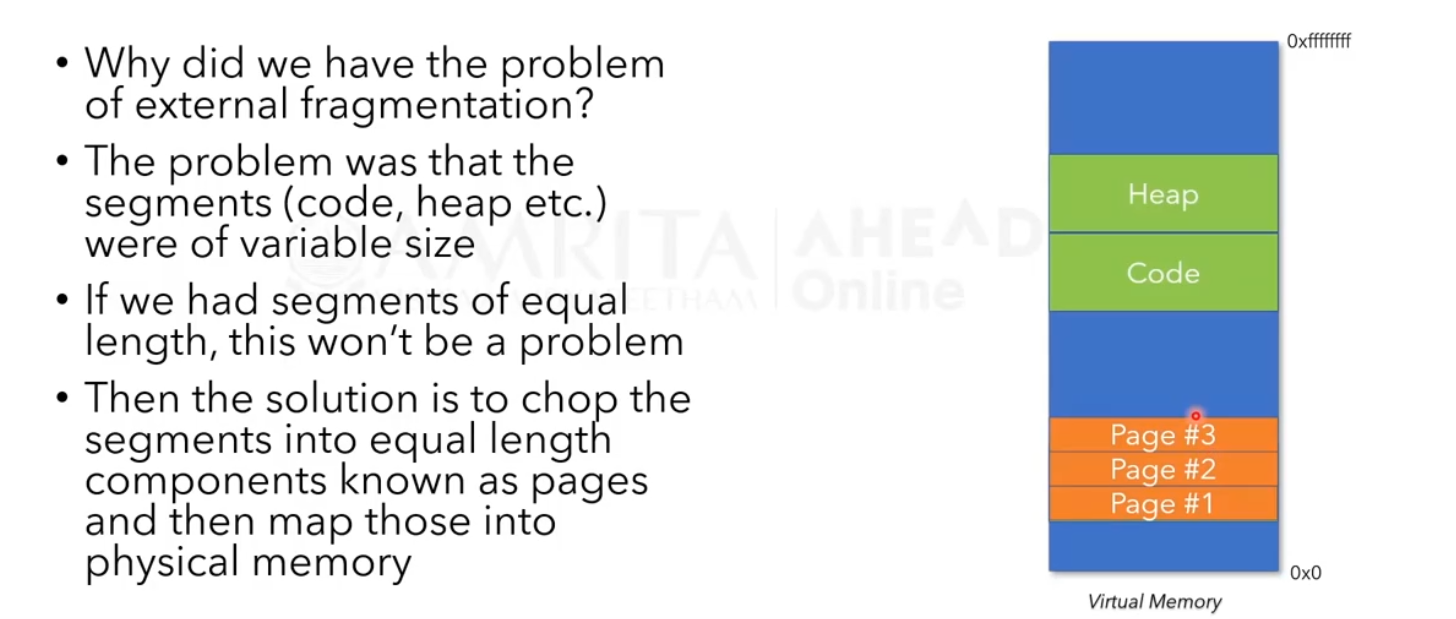 • Why did we have the problem
of external fragmentation?
• The problem was that the
segments (code, heap etc.)
were of variable size
• If we had segments of equal
length, this won’t be a problem
• Then the solution is to chop the
segments into equal length
components known as pages
and then map those into
physical memory
AMRITA
AHEAD
Online
0xffffffff
Heap
Code
Page #3
Page #2
Page #1
0x0
Virtual Memory